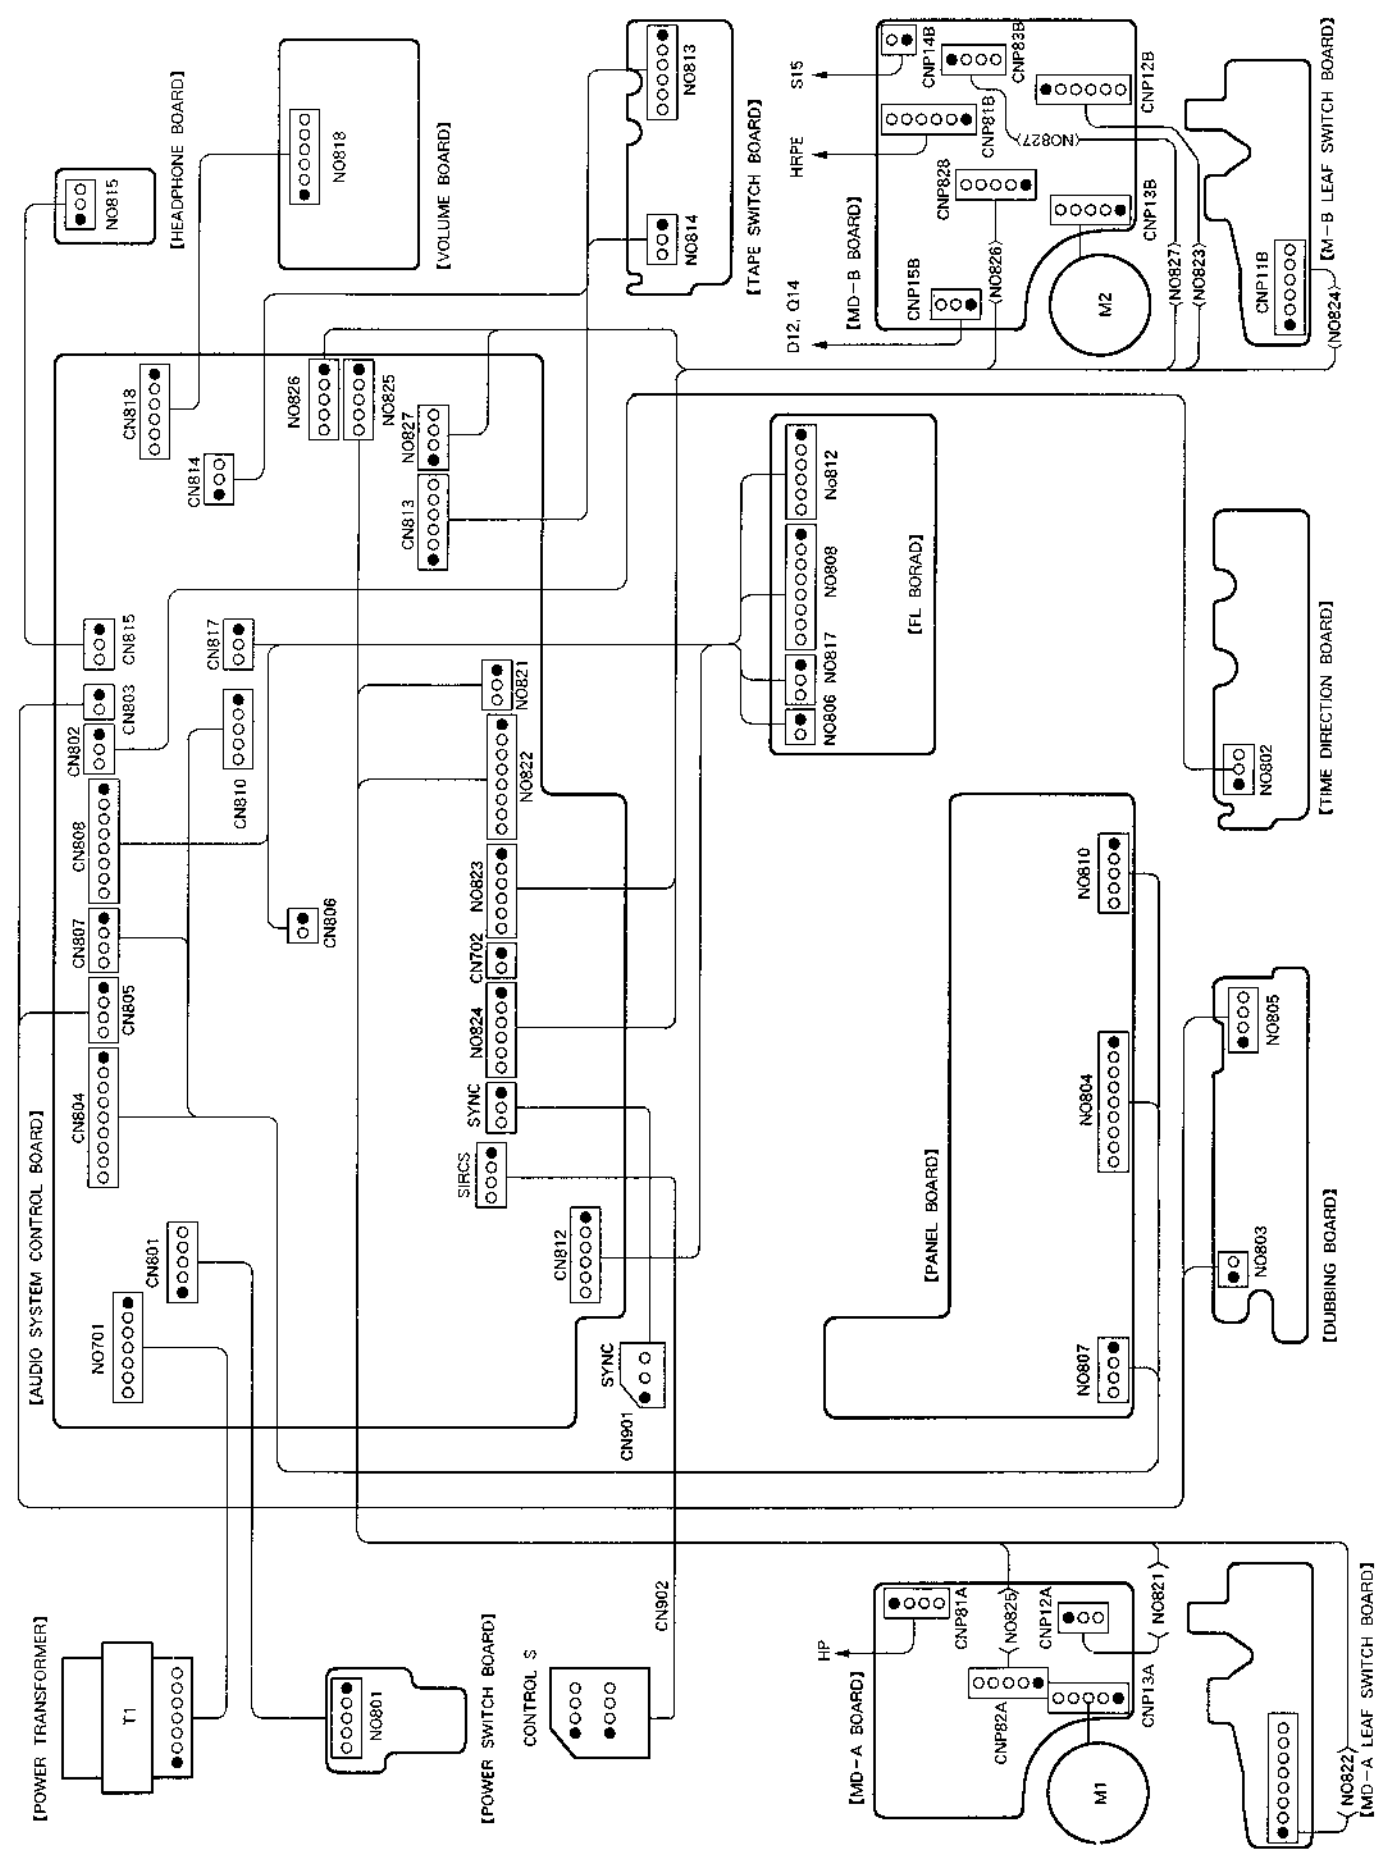 [POWER TRANSFORMER]
T1
[POWER SWITCH BOARD]
NO801
CONTROL S
CN902
[AUDIO SYSTEM CONTROL BOARD]
NO701
CN801
CN804
CN805
CN807
CN808
CN802
CN803
CN815
CN810
CN817
CN806
CN818
CN814
NO826
NO825
NO827
CN813
NO821
NO822
NO823
CN702
NO824
SYNC
SIRCS
CN812
SYNC
CN901
NO815
[HEADPHONE BOARD]
NO818
[VOLUME BOARD]
NO813
NO814
[TAPE SWITCH BOARD]
No812
NO808
NO817
NO806
[FL BORAD]
[PANEL BOARD]
NO810
NO804
NO807
[MD-A BOARD]
HP
CNP81A
NO825
CNP12A
CNP82A
CNP13A
NO821
M1
NO822
[MD-A LEAF SWITCH BOARD]
[DUBBING BOARD]
NO805
NO803
[TIME DIRECTION BOARD]
NO802
S15
HRPE
D12, Q14
[MD-B BOARD]
CNP14B
CNP83B
CNP81B
CNP12B
NO827
CNP828
CNP13B
CNP15B
NO826
M2
NO827
NO823
CNP11B
NO824
[M-B LEAF SWITCH BOARD]